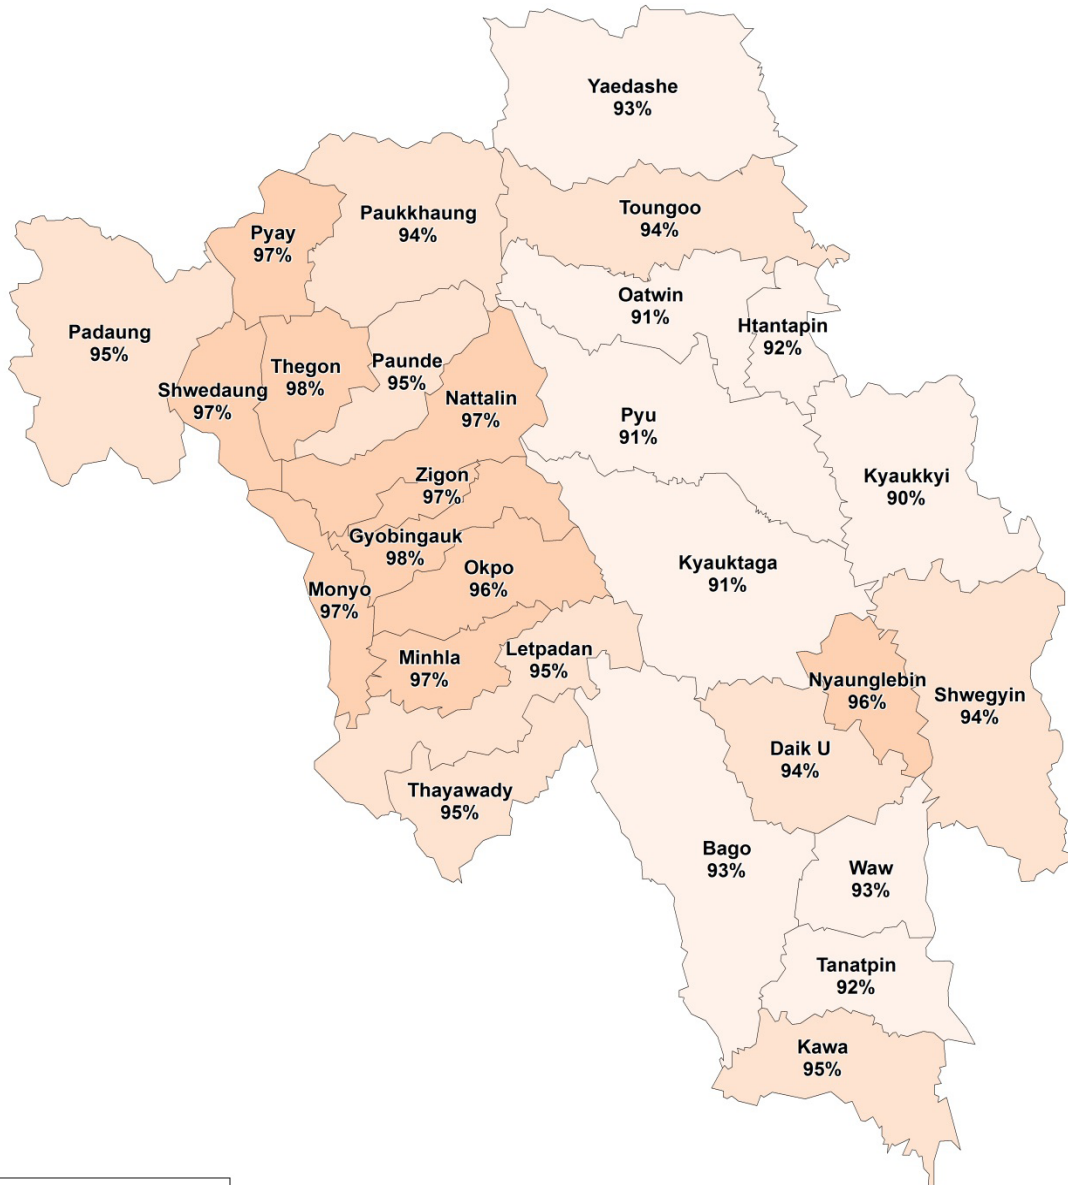 Yaedashe
93%
Paukkhaung
94%
Toungoo
94%
Pyay
97%
Oatwin
91%
Htantapin
92%
Padaung
95%
Paunde
95%
Thegon
98%
Shwedaung
97%
Nattalin
97%
Pyu
91%
Kyaukkyi
90%
Zigon
97%
Gyobingauk
98%
Kyauktaga
91%
Okpo
96%
Monyo
97%
Letpadan
95%
Minhla
97%
Nyaunglebin
96%
Shwegyin
94%
Daik U
94%
Thayawady
95%
Bago
93%
Waw
93%
Tanatpin
92%
Kawa
95%